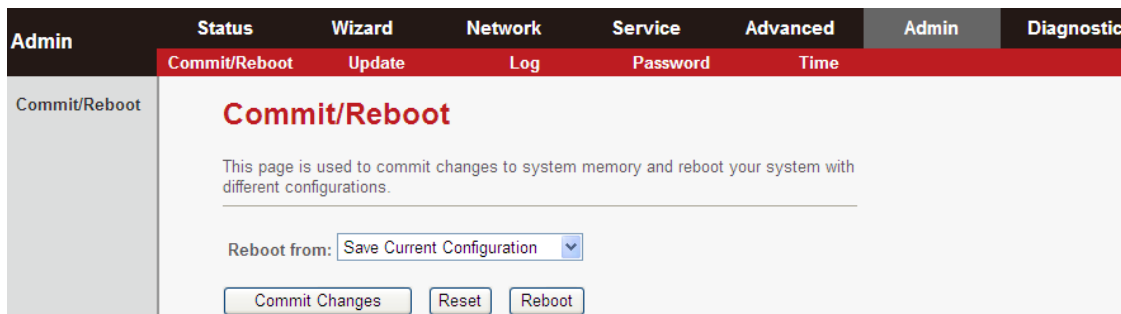 Admin
Status Wizard Network Service Advanced Admin Diagnostic
Commit/Reboot Update Log Password Time
Commit/Reboot
Commit/Reboot
This page is used to commit changes to system memory and reboot your system with
different configurations.
Reboot from: Save Current Configuration
Commit Changes Reset Reboot